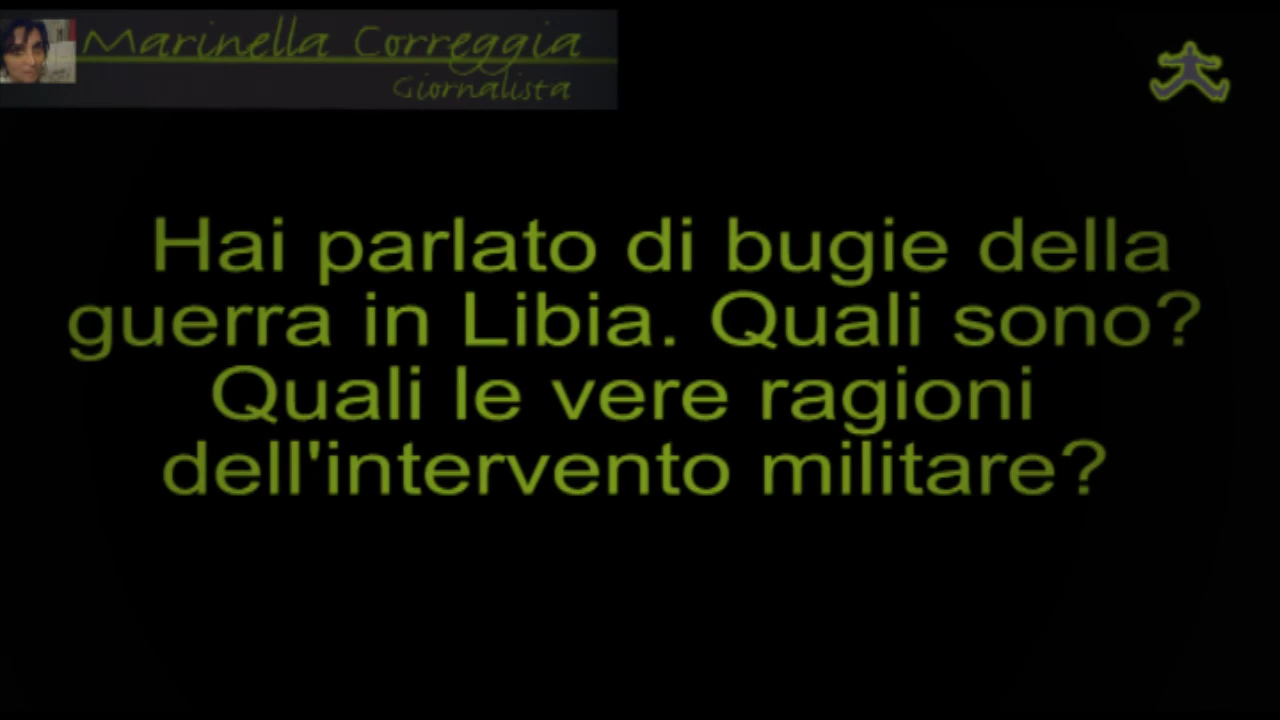 Marinella Correggia
Giornalista
Hai parlato di bugie della
guerra in Libia. Quali sono?
Quali le vere ragioni
dell'intervento militare?